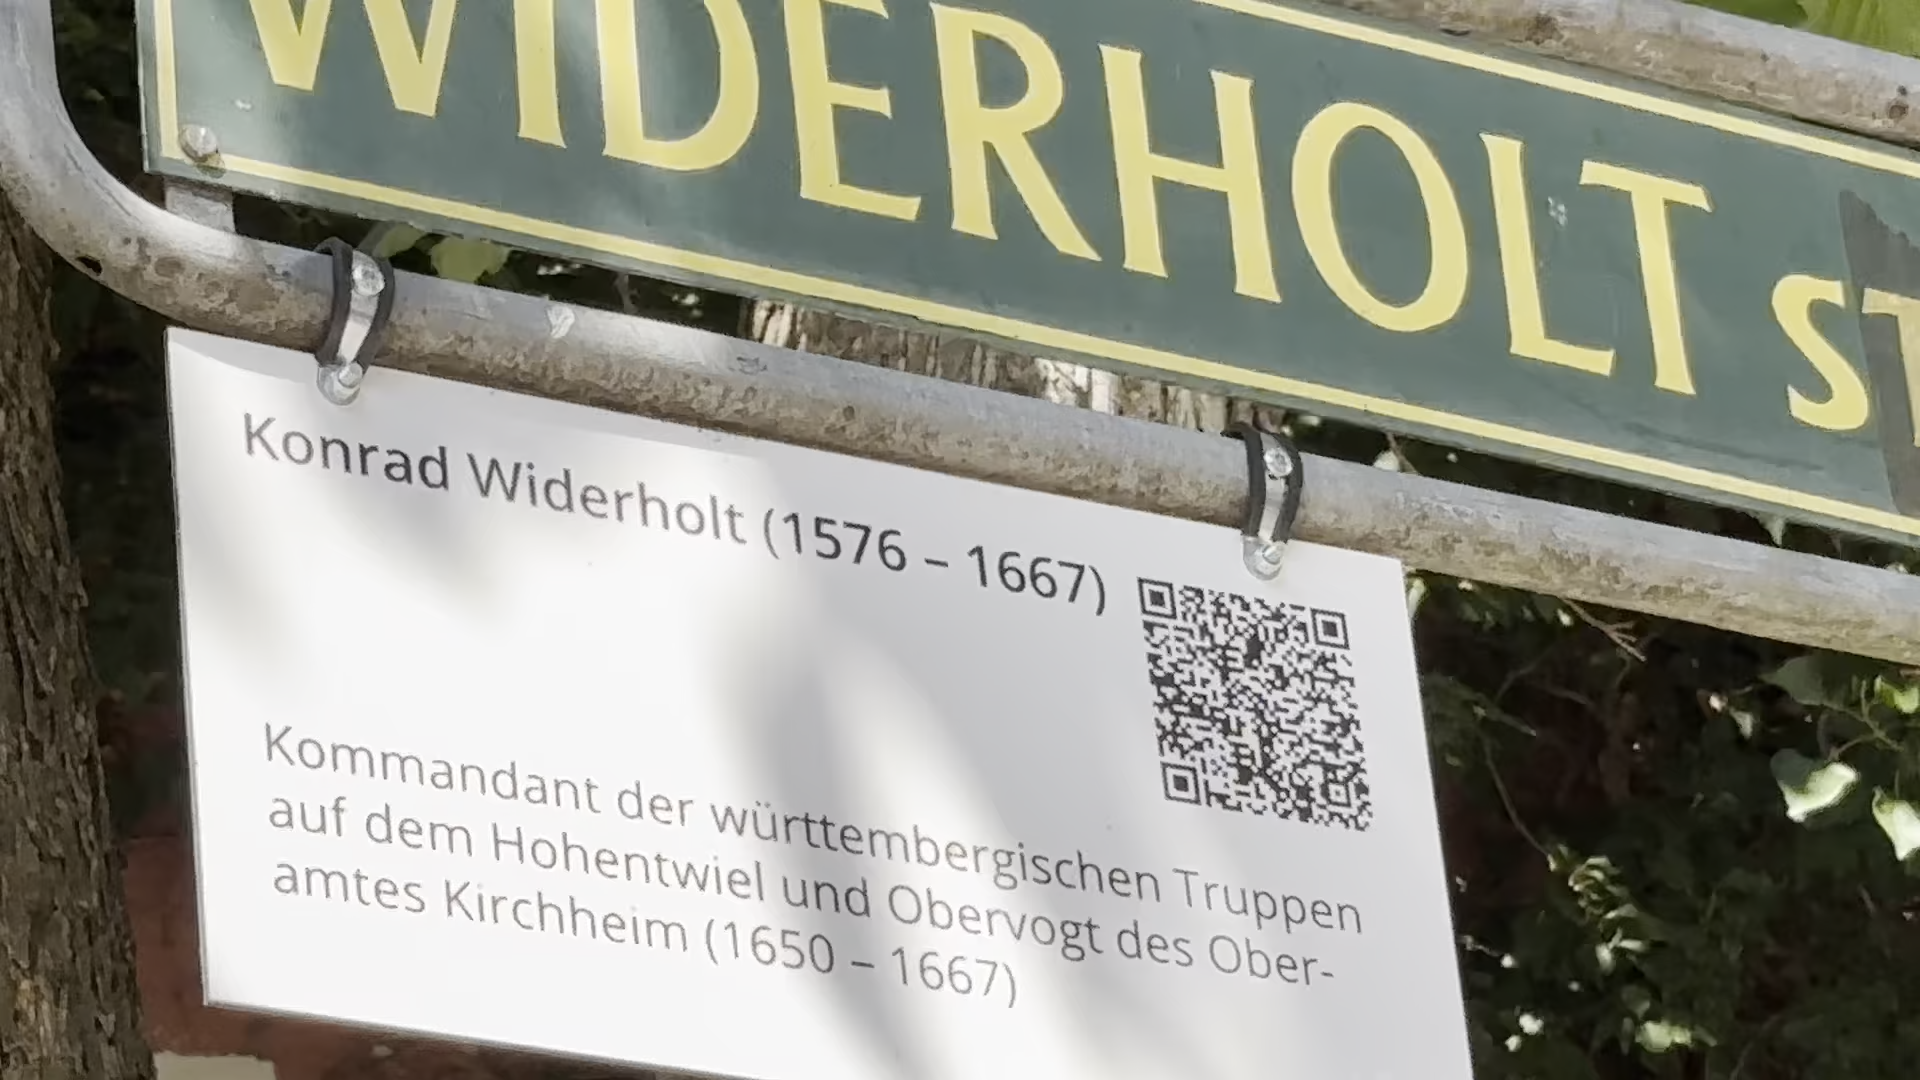 WIDERHOLT ST
Konrad Widerholt (1576 – 1667)
Kommandant der württembergischen Truppen
auf dem Hohentwiel und Obervogt des Ober-
amtes Kirchheim (1650 – 1667)